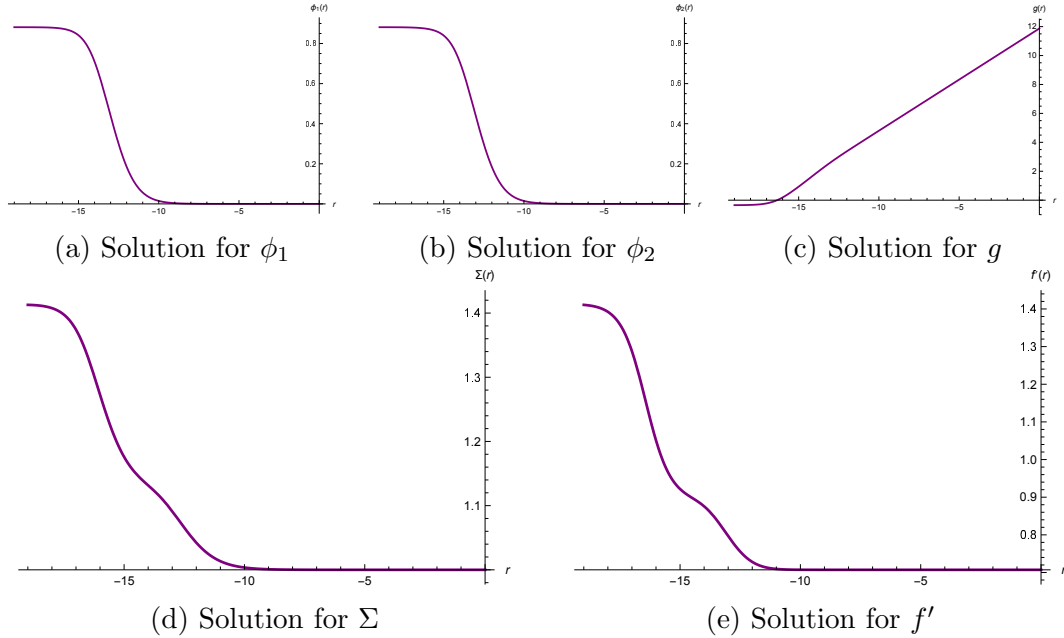 ϕ₁(r)
0.8
0.6
0.4
0.2
-15 -10 -5 r
(a) Solution for ϕ₁
ϕ₂(r)
0.8
0.6
0.4
0.2
-15 -10 -5 r
(b) Solution for ϕ₂
g(r)
12
10
8
6
4
2
-15 -10 -5 r
(c) Solution for g
Σ(r)
1.4
1.3
1.2
1.1
-15 -10 -5 r
(d) Solution for Σ
f'(r)
1.4
1.3
1.2
1.1
1.0
0.9
0.8
-15 -10 -5 r
(e) Solution for f′